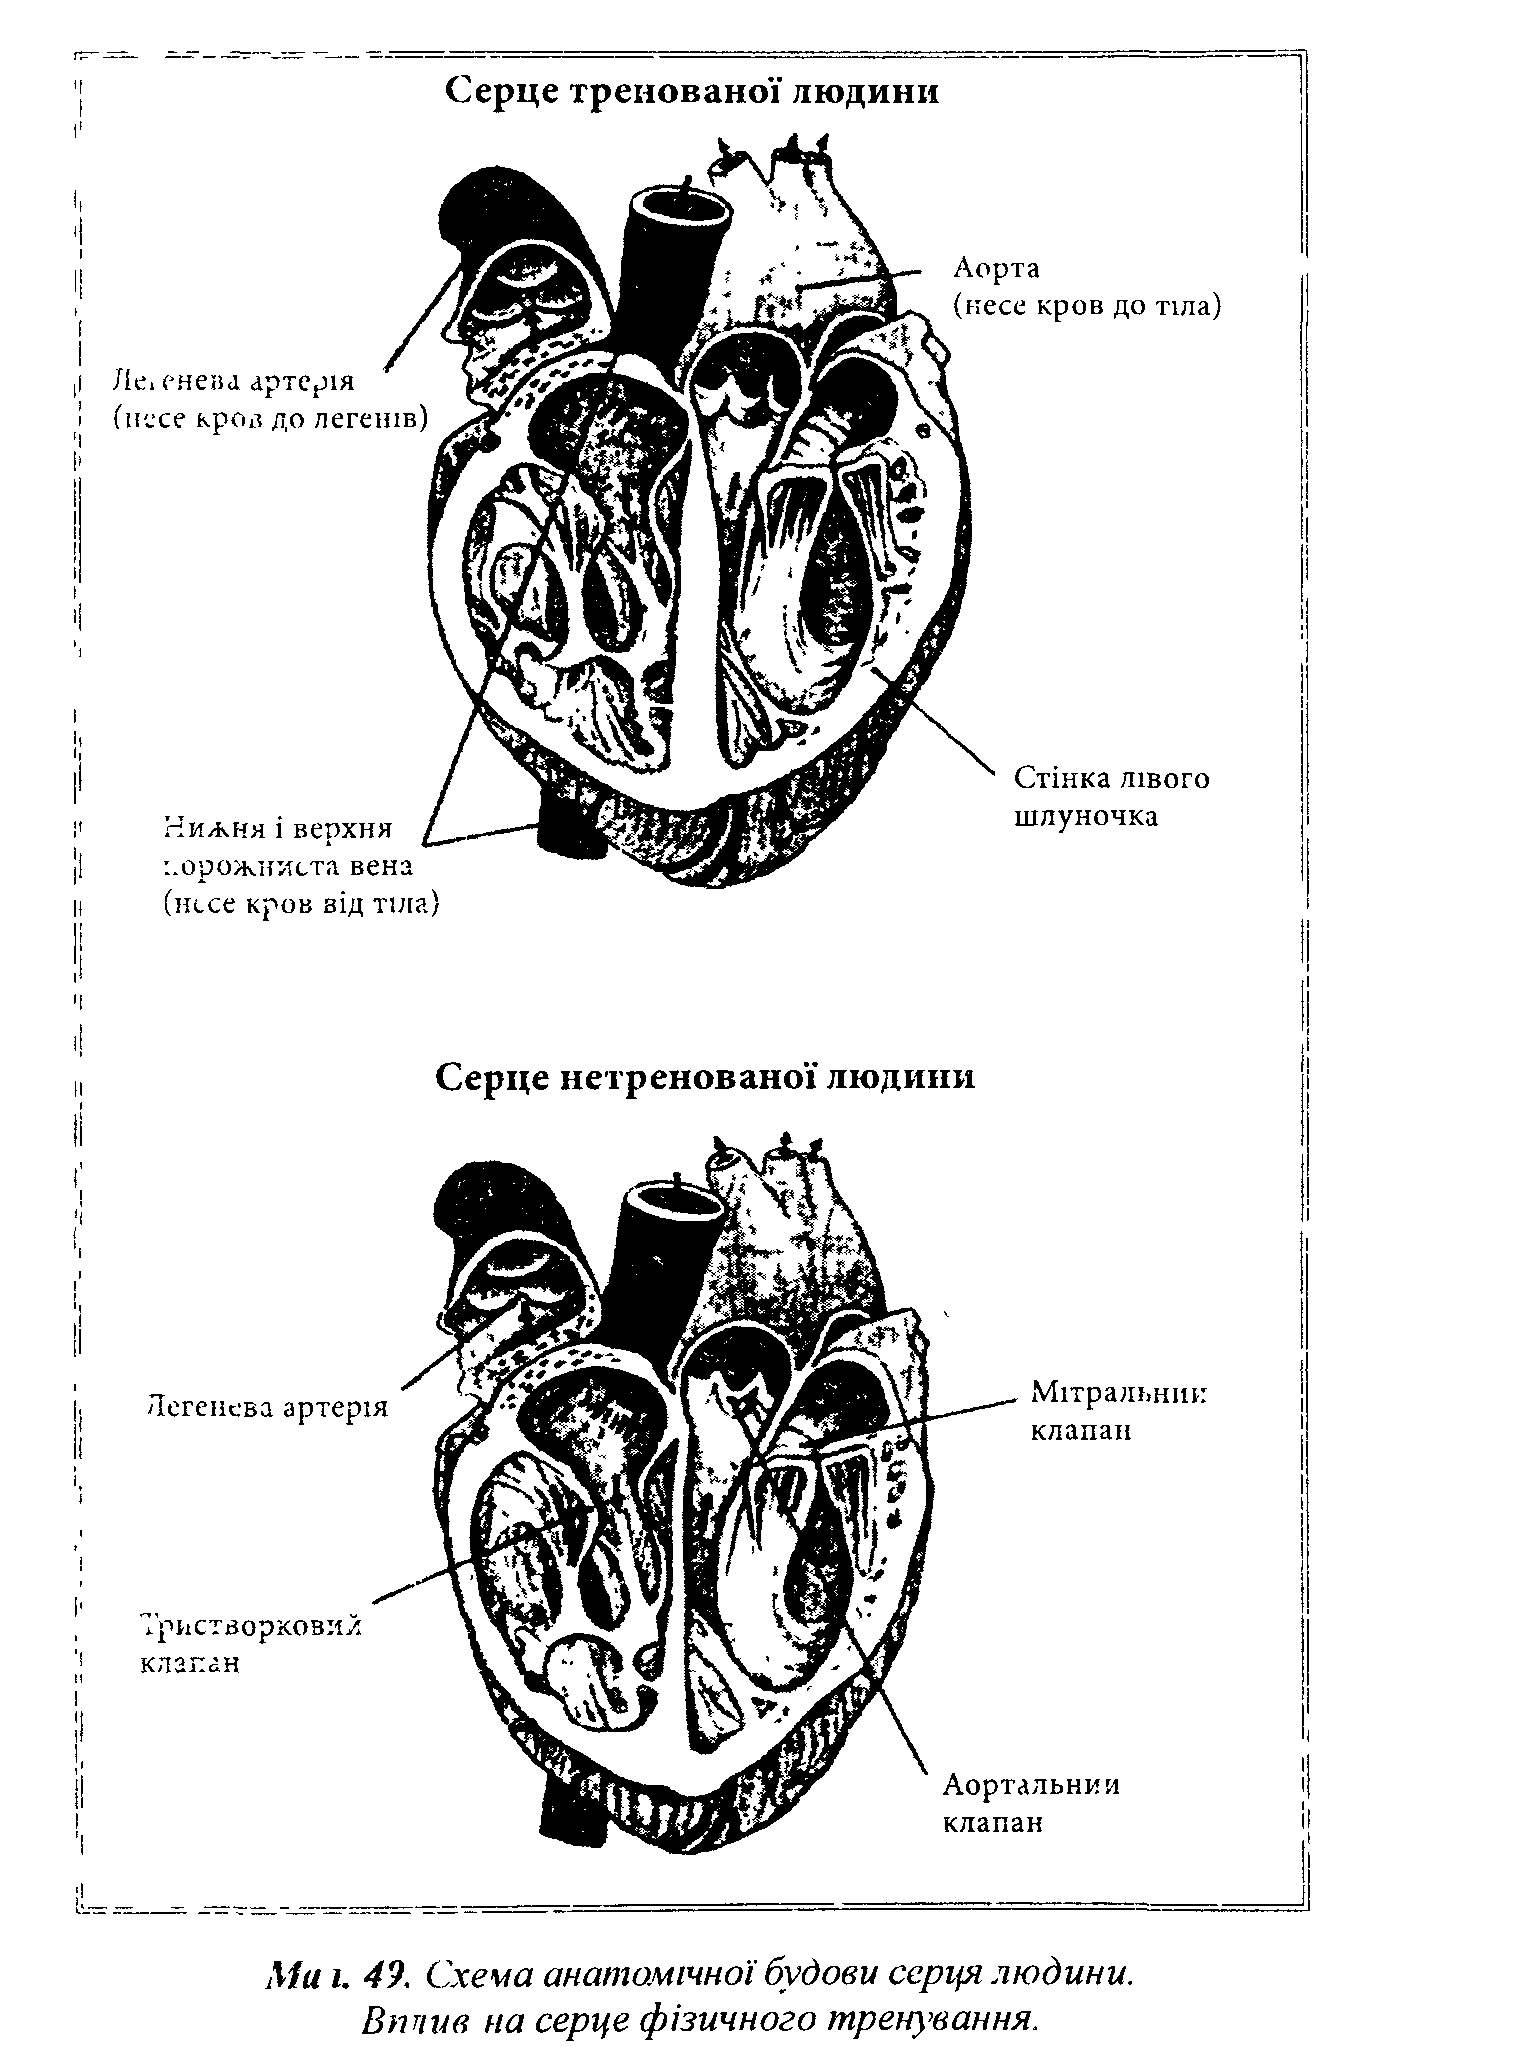 Серце тренованої людини
Аорта
(несе кров до тіла)
Легенева артерія
(несе кров до легенів)
Стінка лівого
шлуночка
Нижня і верхня
порожниста вена
(несе кров від тіла)
Серце нетренованої людини
Мітральний
клапан
Легенева артерія
Тристворковий
клапан
Аортальний
клапан
Мал. 49. Схема анатомічної будови серця людини.
Вплив на серце фізичного тренування.